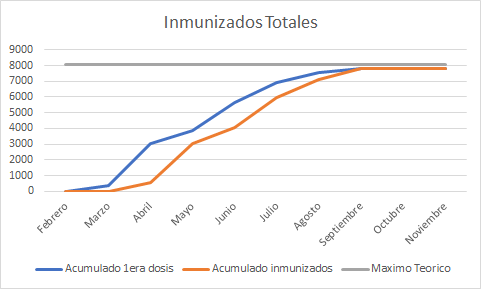 Inmunizados Totales
9000
8000
7000
6000
5000
4000
3000
2000
1000
0
Febrero
Marzo
Abril
Mayo
Junio
Julio
Agosto
Septiembre
Octubre
Noviembre
Acumulado 1era dosis
Acumulado inmunizados
Maximo Teorico